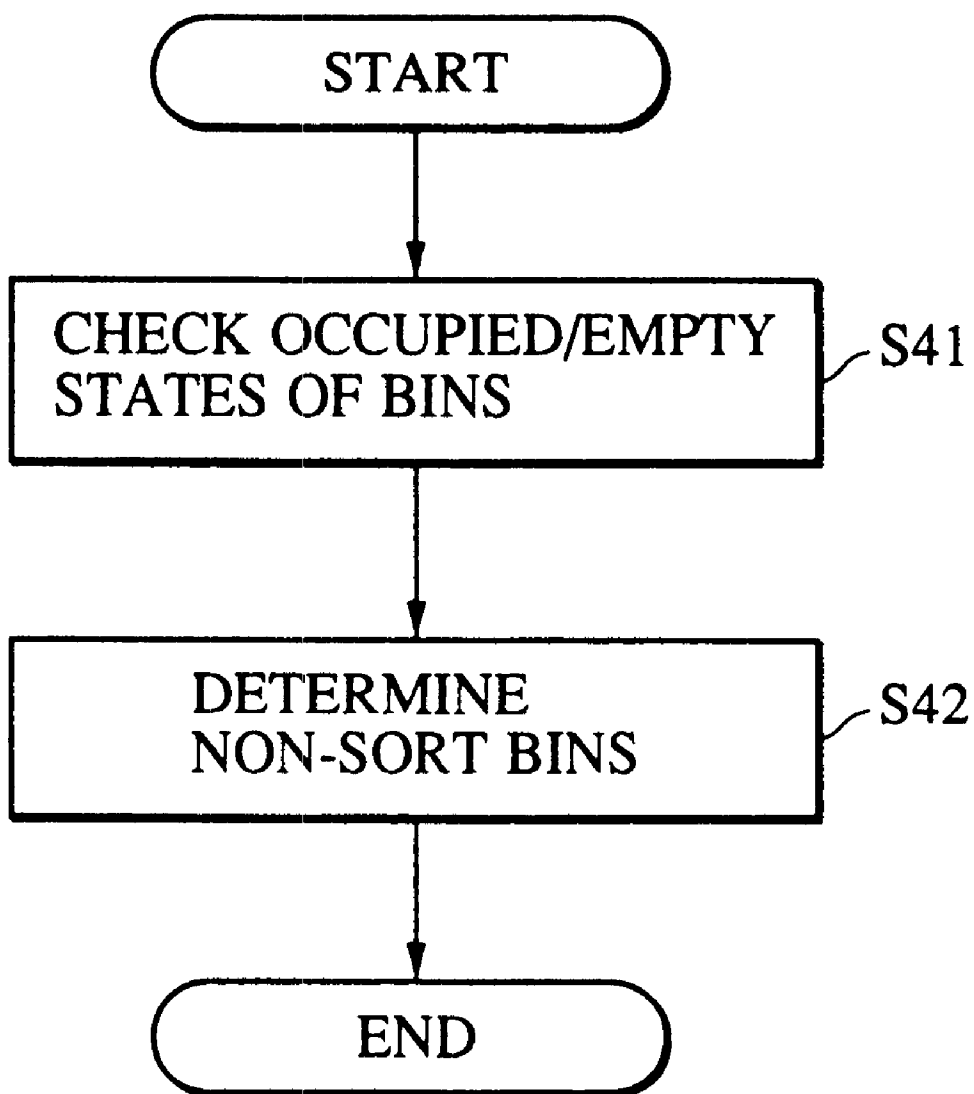 START
CHECK OCCUPIED/EMPTY
STATES OF BINS
S41
DETERMINE
NON-SORT BINS
S42
END